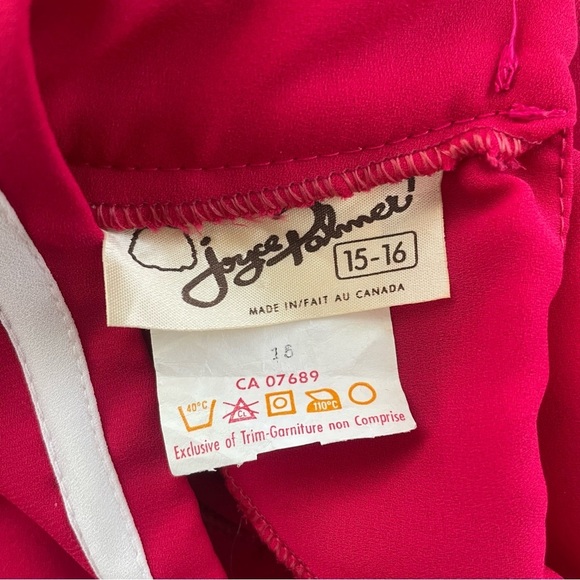 Joyce Palmer
15-16
MADE IN/FAIT AU CANADA
16
CA 07689
40°C CL 110°C
Exclusive of Trim-Garniture non Comprise